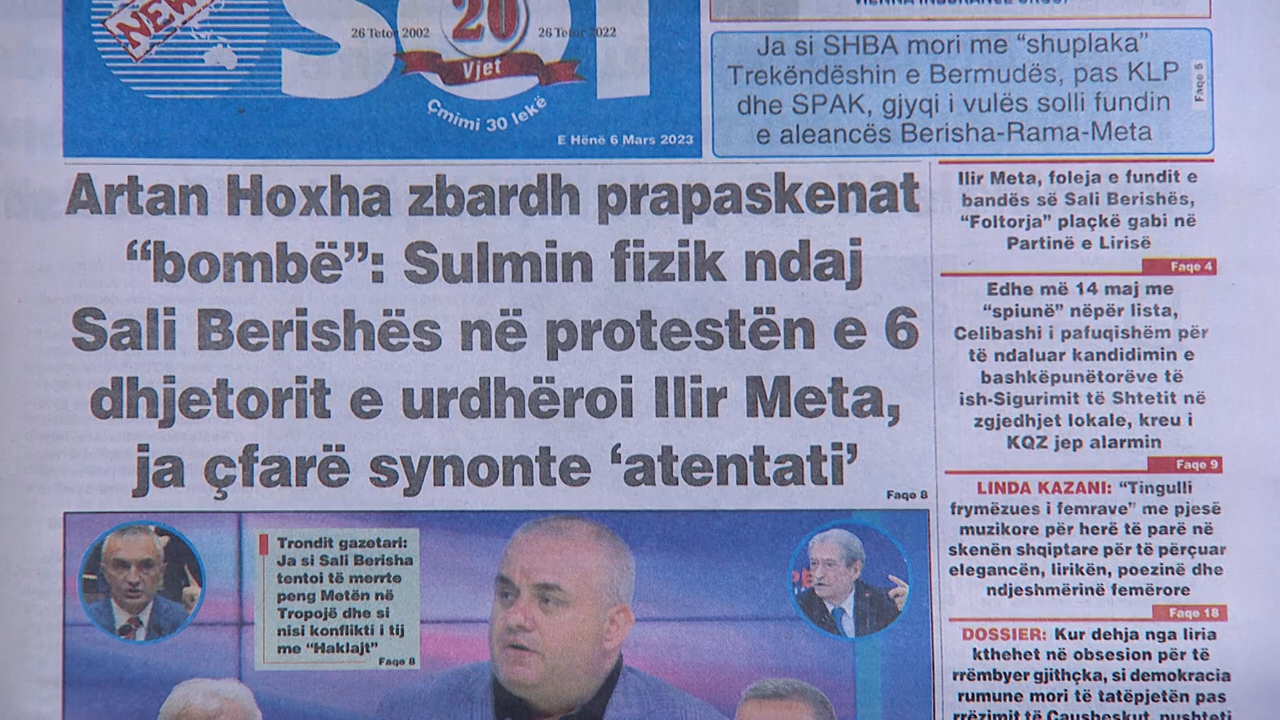 NEW
SOT
26 Tetor 2002
20
26 Tetor 2022
Vjet
Çmimi 30 lekë
E Hënë 6 Mars 2023
VIENNA INSURANCE GROUP
Ja si SHBA mori me “shuplaka”
Trekëndëshin e Bermudës, pas KLP
dhe SPAK, gjyqi i vulës solli fundin
e aleancës Berisha-Rama-Meta
Faqe 5
Artan Hoxha zbardh prapaskenat
“bombë”: Sulmin fizik ndaj
Sali Berishës në protestën e 6
dhjetorit e urdhëroi Ilir Meta,
ja çfarë synonte ‘atentati’
Faqe 8
Trondit gazetari:
Ja si Sali Berisha
tentoi të merrte
peng Metën në
Tropojë dhe si
nisi konflikti i tij
me “Haklajt”
Faqe 8
Ilir Meta, foleja e fundit e
bandës së Sali Berishës,
“Foltorja” plaçkë gabi në
Partinë e Lirisë
Faqe 4
Edhe më 14 maj me
“spiunë” nëpër lista,
Celibashi i pafuqishëm për
të ndaluar kandidimin e
bashkëpunëtorëve të
ish-Sigurimit të Shtetit në
zgjedhjet lokale, kreu i
KQZ jep alarmin
Faqe 9
LINDA KAZANI: “Tingulli
frymëzues i femrave” me pjesë
muzikore për herë të parë në
skenën shqiptare për të përçuar
elegancën, lirikën, poezinë dhe
ndjeshmërinë femërore
Faqe 18
DOSSIER: Kur dehja nga liria
kthehet në obsesion për të
rrëmbyer gjithçka, si demokracia
rumune mori të tatëpjetën pas
rrëzimit të Çausheskut, pushteti